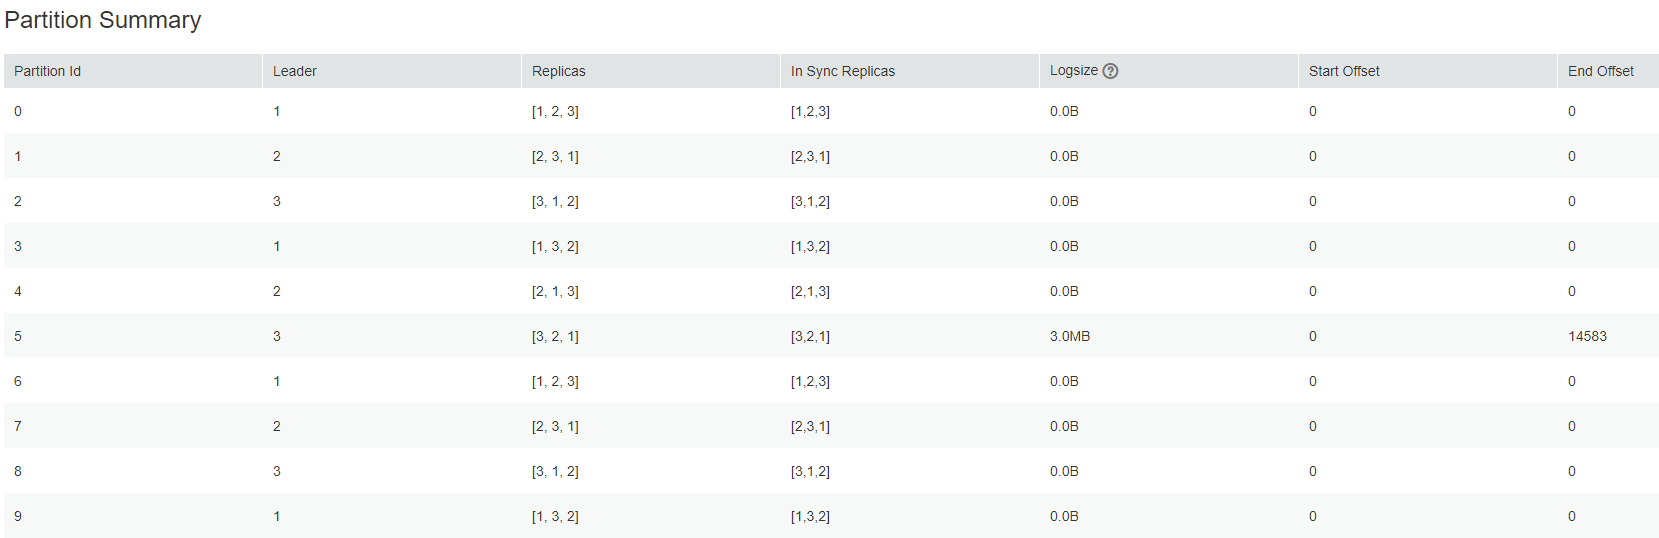 Partition Summary
Partition Id Leader Replicas In Sync Replicas Logsize ? Start Offset End Offset
0 1 [1, 2, 3] [1,2,3] 0.0B 0 0
1 2 [2, 3, 1] [2,3,1] 0.0B 0 0
2 3 [3, 1, 2] [3,1,2] 0.0B 0 0
3 1 [1, 3, 2] [1,3,2] 0.0B 0 0
4 2 [2, 1, 3] [2,1,3] 0.0B 0 0
5 3 [3, 2, 1] [3,2,1] 3.0MB 0 14583
6 1 [1, 2, 3] [1,2,3] 0.0B 0 0
7 2 [2, 3, 1] [2,3,1] 0.0B 0 0
8 3 [3, 1, 2] [3,1,2] 0.0B 0 0
9 1 [1, 3, 2] [1,3,2] 0.0B 0 0